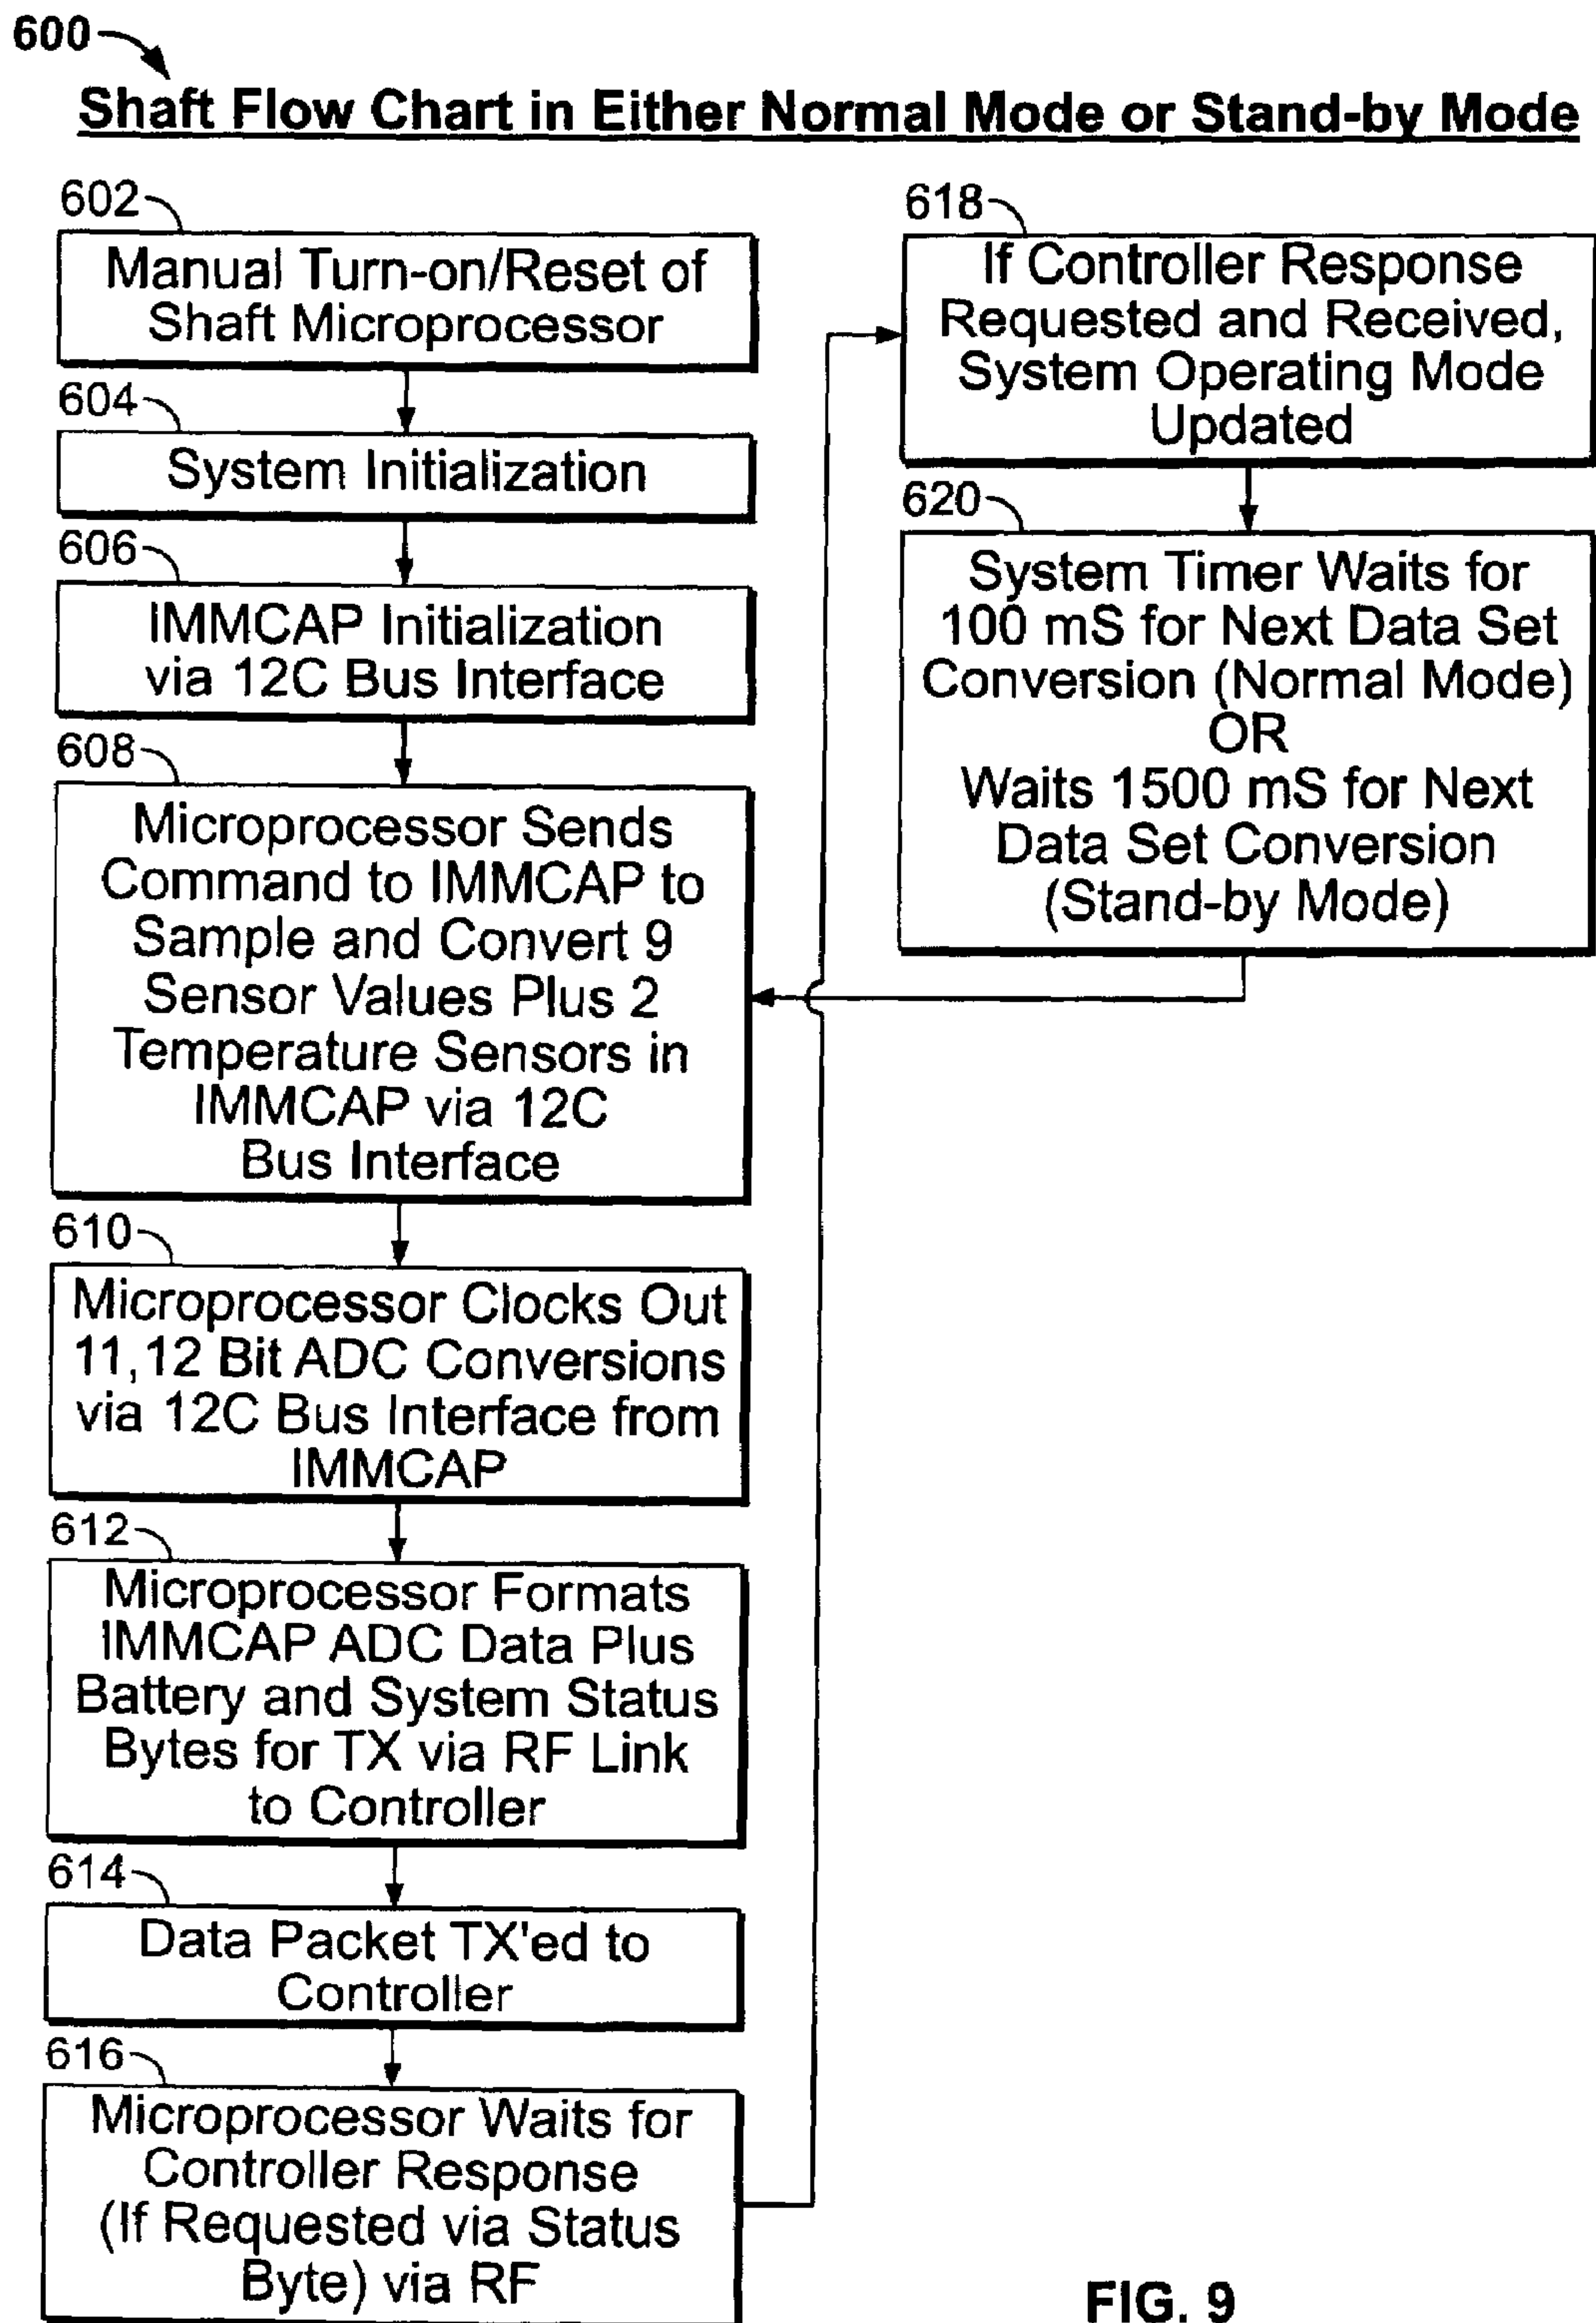 600
Shaft Flow Chart in Either Normal Mode or Stand-by Mode
602
Manual Turn-on/Reset of
Shaft Microprocessor
604
System Initialization
606
IMMCAP Initialization
via 12C Bus Interface
608
Microprocessor Sends
Command to IMMCAP to
Sample and Convert 9
Sensor Values Plus 2
Temperature Sensors in
IMMCAP via 12C
Bus Interface
610
Microprocessor Clocks Out
11,12 Bit ADC Conversions
via 12C Bus Interface from
IMMCAP
612
Microprocessor Formats
IMMCAP ADC Data Plus
Battery and System Status
Bytes for TX via RF Link
to Controller
614
Data Packet TX'ed to
Controller
616
Microprocessor Waits for
Controller Response
(If Requested via Status
Byte) via RF
618
If Controller Response
Requested and Received,
System Operating Mode
Updated
620
System Timer Waits for
100 mS for Next Data Set
Conversion (Normal Mode)
OR
Waits 1500 mS for Next
Data Set Conversion
(Stand-by Mode)
FIG. 9